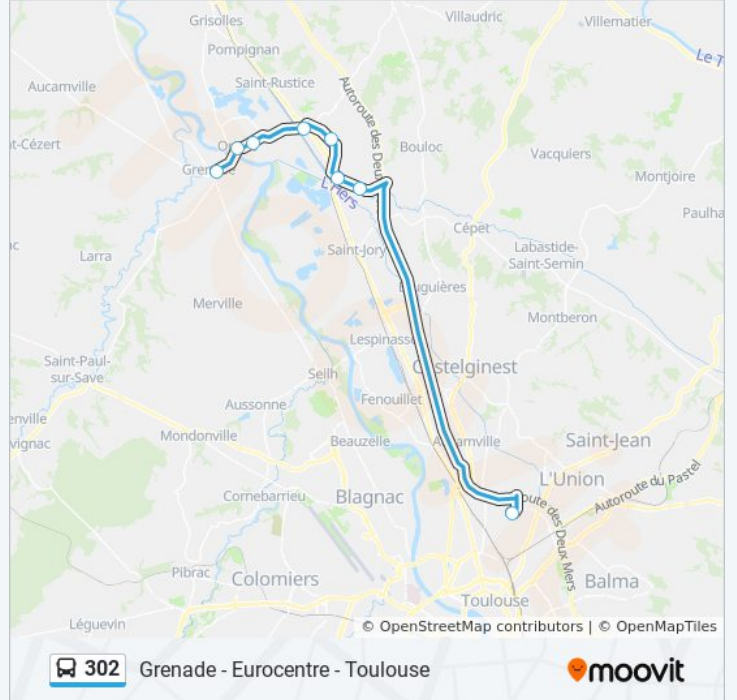 Grisolles
Villaudric
Villematier
Pompignan
Le T
Saint-Rustice
Aucamville
Autoroute des Deux
t-Cézert
Bouloc
Vacquiers
Grenade
Montjoire
L'Hers
Paulha
Cépet
Saint-Jory
Labastide-
Saint-Sernin
Larra
Bruguières
Merville
Montberon
Lespinasse
Saint-Paul-
sur-Save
Castelginest
Seilh
Fenouillet
Aussonne
enville
vignac
Mondonville
Beauzelle
Aucamville
Saint-Jean
L'Union
Autoroute du Pastel
Cornebarrieu
Blagnac
oute des Deux Mers
Pibrac
Colomiers
Balma
Toulouse
Léguevin
© OpenStreetMap contributors | © OpenMapTiles
302 Grenade - Eurocentre - Toulouse
moovit